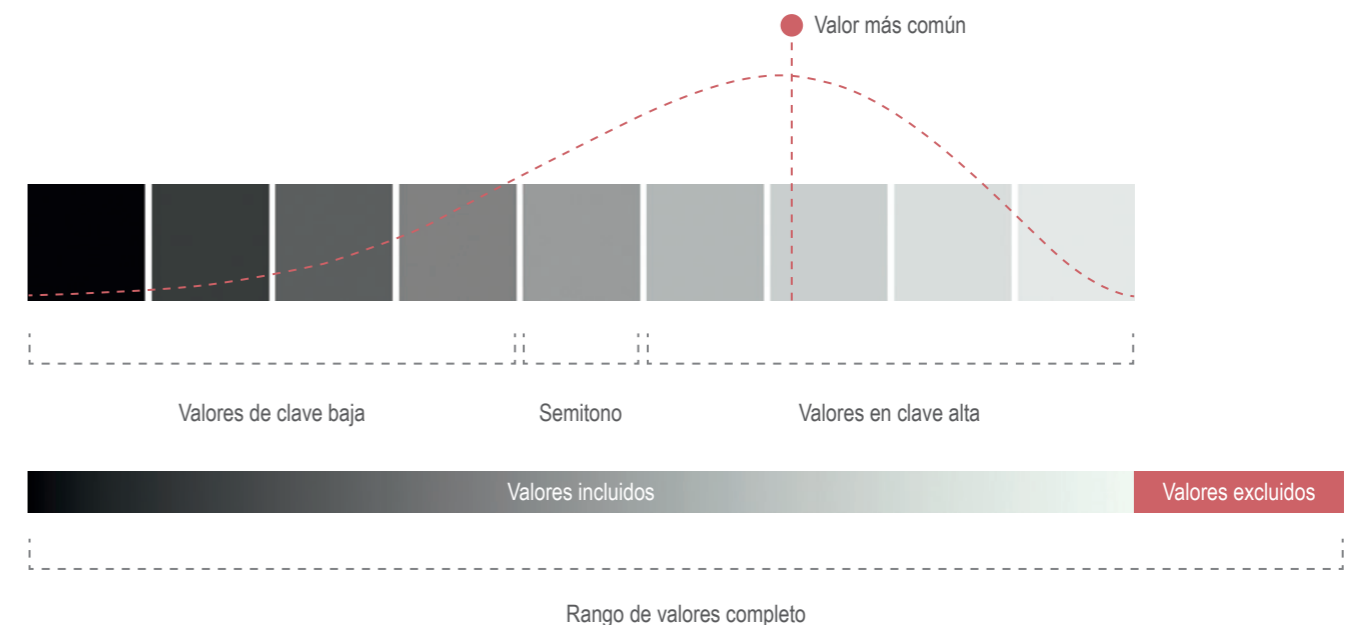 Valor más común
Valores de clave baja
Semitono
Valores en clave alta
Valores incluidos
Valores excluidos
Rango de valores completo